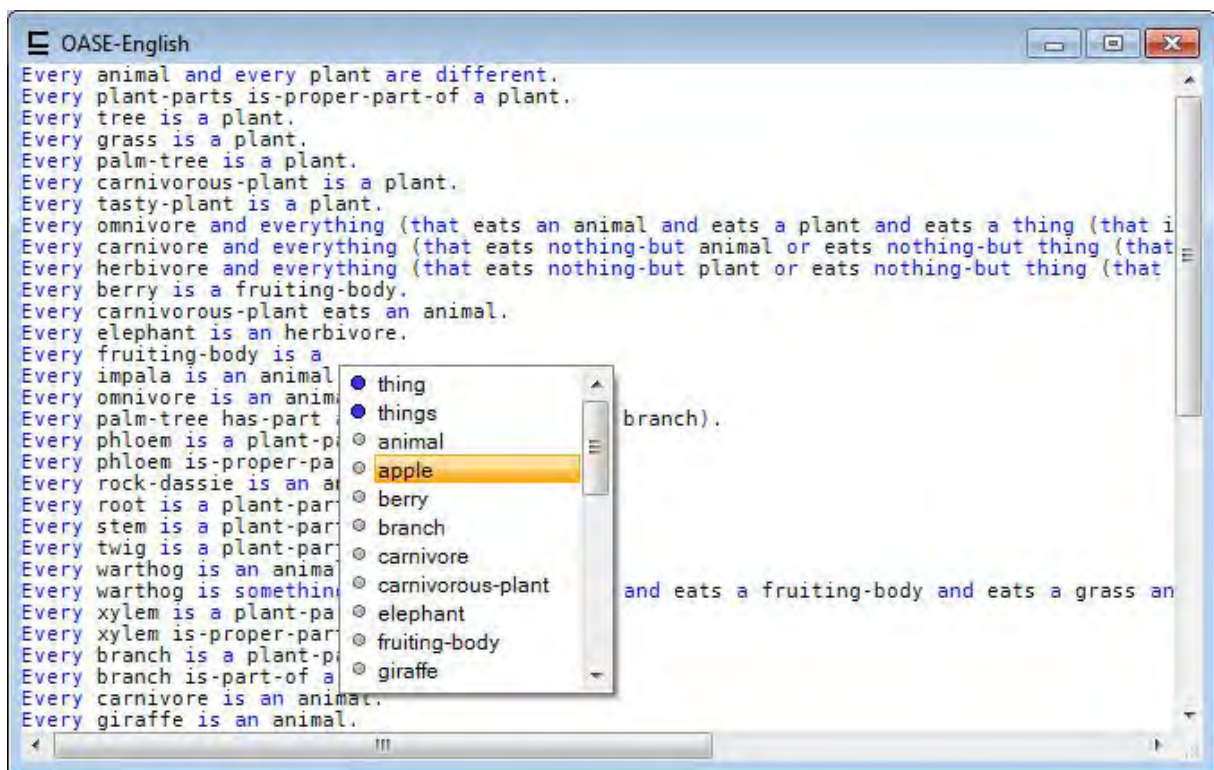 OASE-English
Every animal and every plant are different.
Every plant-parts is-proper-part-of a plant.
Every tree is a plant.
Every grass is a plant.
Every palm-tree is a plant.
Every carnivorous-plant is a plant.
Every tasty-plant is a plant.
Every omnivore and everything (that eats an animal and eats a plant and eats a thing (that i
Every carnivore and everything (that eats nothing-but animal or eats nothing-but thing (that
Every herbivore and everything (that eats nothing-but plant or eats nothing-but thing (that
Every berry is a fruiting-body.
Every carnivorous-plant eats an animal.
Every elephant is an herbivore.
Every fruiting-body is a
Every impala is an animal
Every omnivore is an anim
Every palm-tree has-part branch).
Every phloem is a plant-p
Every phloem is-proper-pa
Every rock-dassie is an a
Every root is a plant-par
Every stem is a plant-par
Every twig is a plant-par
Every warthog is an anima
Every warthog is somethin and eats a fruiting-body and eats a grass an
Every xylem is a plant-pa
Every xylem is-proper-par
Every branch is a plant-p
Every branch is-part-of a
Every carnivore is an animal.
Every giraffe is an animal.
thing
things
animal
apple
berry
branch
carnivore
carnivorous-plant
elephant
fruiting-body
giraffe